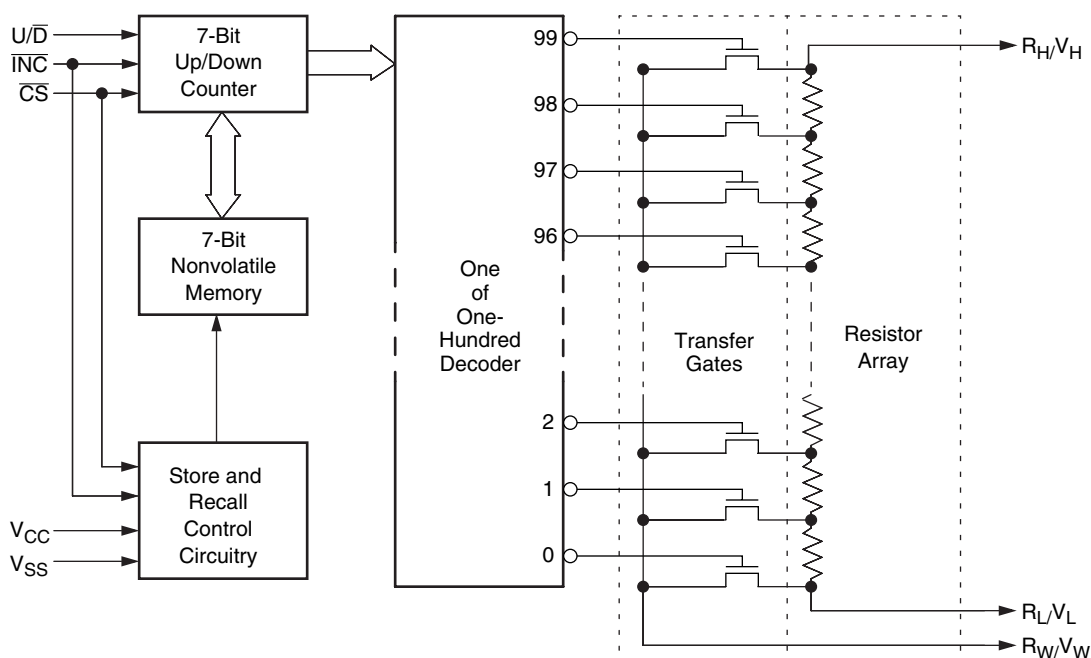 U/D̅
I̅N̅C̅
C̅S̅
7-Bit
Up/Down
Counter
7-Bit
Nonvolatile
Memory
Store and
Recall
Control
Circuitry
VCC
VSS
One
of
One-
Hundred
Decoder
99
98
97
96
2
1
0
Transfer
Gates
Resistor
Array
RH/VH
RL/VL
RW/VW